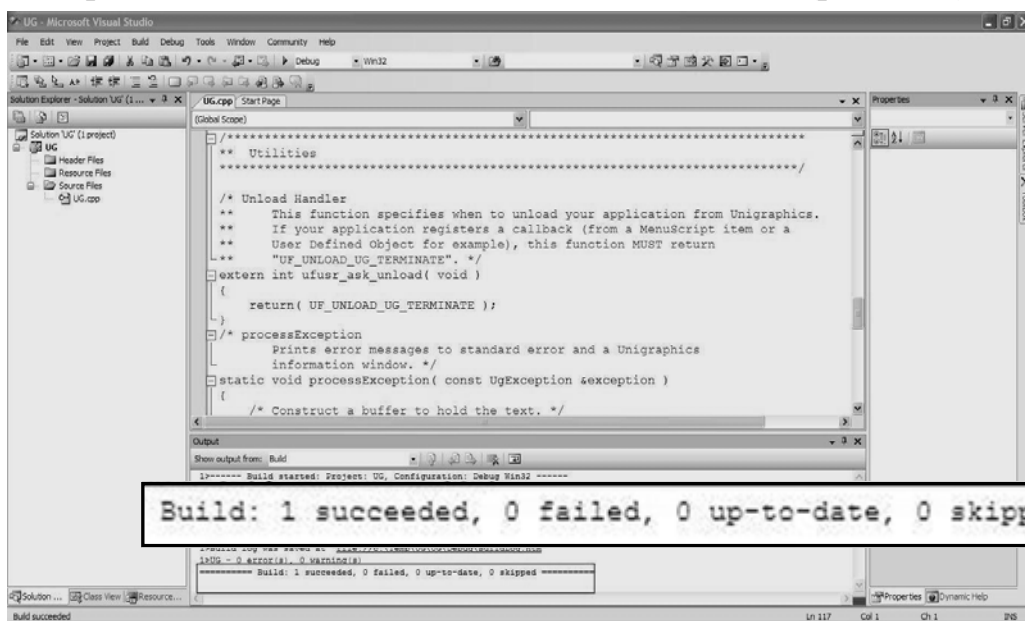 UG - Microsoft Visual Studio
File Edit View Project Build Debug Tools Window Community Help
Debug Win32
Solution Explorer - Solution 'UG' (1 ...
UG.cpp Start Page
Properties
(Global Scope)
Solution 'UG' (1 project)
UG
Header Files
Resource Files
Source Files
UG.cpp
/*****************************************************************************
** Utilities
*****************************************************************************/
/* Unload Handler
** This function specifies when to unload your application from Unigraphics.
** If your application registers a callback (from a MenuScript item or a
** User Defined Object for example), this function MUST return
** "UF_UNLOAD_UG_TERMINATE". */
extern int ufusr_ask_unload( void )
{
return( UF_UNLOAD_UG_TERMINATE );
}
/* processException
Prints error messages to standard error and a Unigraphics
information window. */
static void processException( const UgException &exception )
{
/* Construct a buffer to hold the text. */
Output
Show output from: Build
1>------ Build started: Project: UG, Configuration: Debug Win32 ------
Build: 1 succeeded, 0 failed, 0 up-to-date, 0 skipp
1>Build log was saved at
1>UG - 0 error(s), 0 warning(s)
========== Build: 1 succeeded, 0 failed, 0 up-to-date, 0 skipped ==========
Solution ... Class View Resource...
Properties Dynamic Help
Build succeeded
Ln 117 Col 1 Ch 1 INS